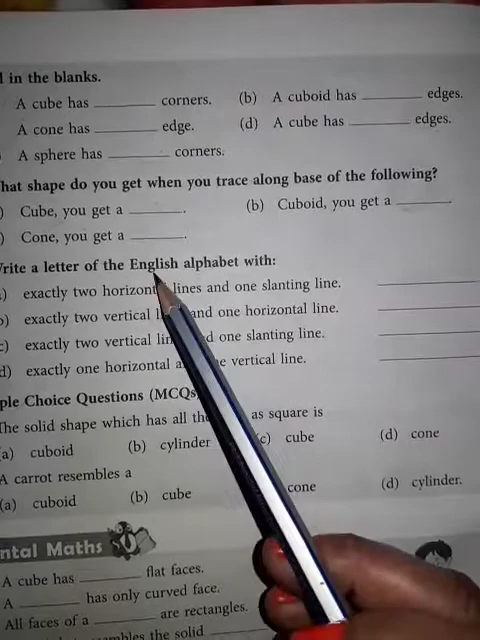 in the blanks.
A cube has ________ corners. (b) A cuboid has ________ edges.
A cone has ________ edge. (d) A cube has ________ edges.
A sphere has ________ corners.
hat shape do you get when you trace along base of the following?
) Cube, you get a ________. (b) Cuboid, you get a ________.
) Cone, you get a ________.
rite a letter of the English alphabet with:
) exactly two horizont lines and one slanting line.
) exactly two vertical l and one horizontal line.
c) exactly two vertical lin d one slanting line.
d) exactly one horizontal a e vertical line.
ple Choice Questions (MCQs
The solid shape which has all th as square is
(a) cuboid (b) cylinder (c) cube (d) cone
A carrot resembles a
(a) cuboid (b) cube cone (d) cylinder.
ntal Maths
A cube has ________ flat faces.
A ________ has only curved face.
All faces of a ________ are rectangles.
mbles the solid